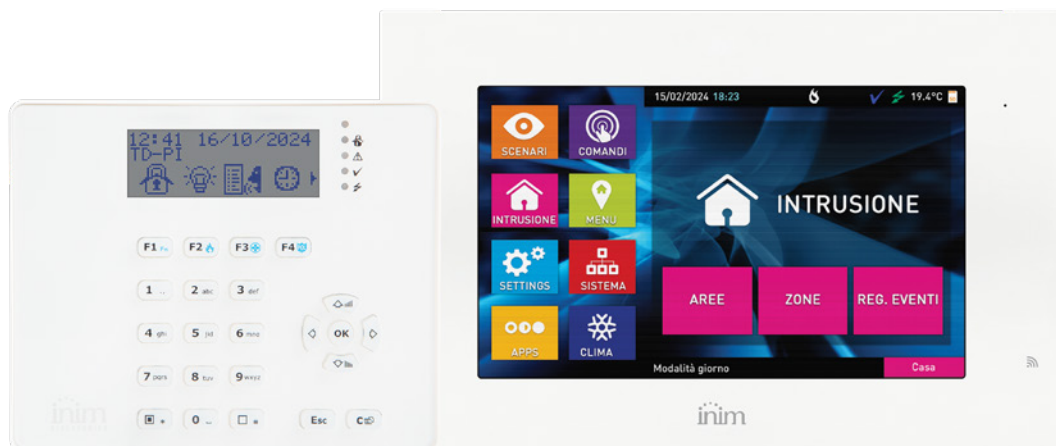 12:41 16/10/2024
TD-PI
F1 Fn F2 F3 F4
1 .. 2 abc 3 def
4 ghi 5 jkl 6 mno
OK
7 pqrs 8 tuv 9 wxyz
0 Esc C
inim
15/02/2024 18:23 19.4°C
SCENARI COMANDI
INTRUSIONE MENU
SETTINGS SISTEMA
APPS CLIMA
INTRUSIONE
AREE ZONE REG. EVENTI
Modalità giorno Casa
inim